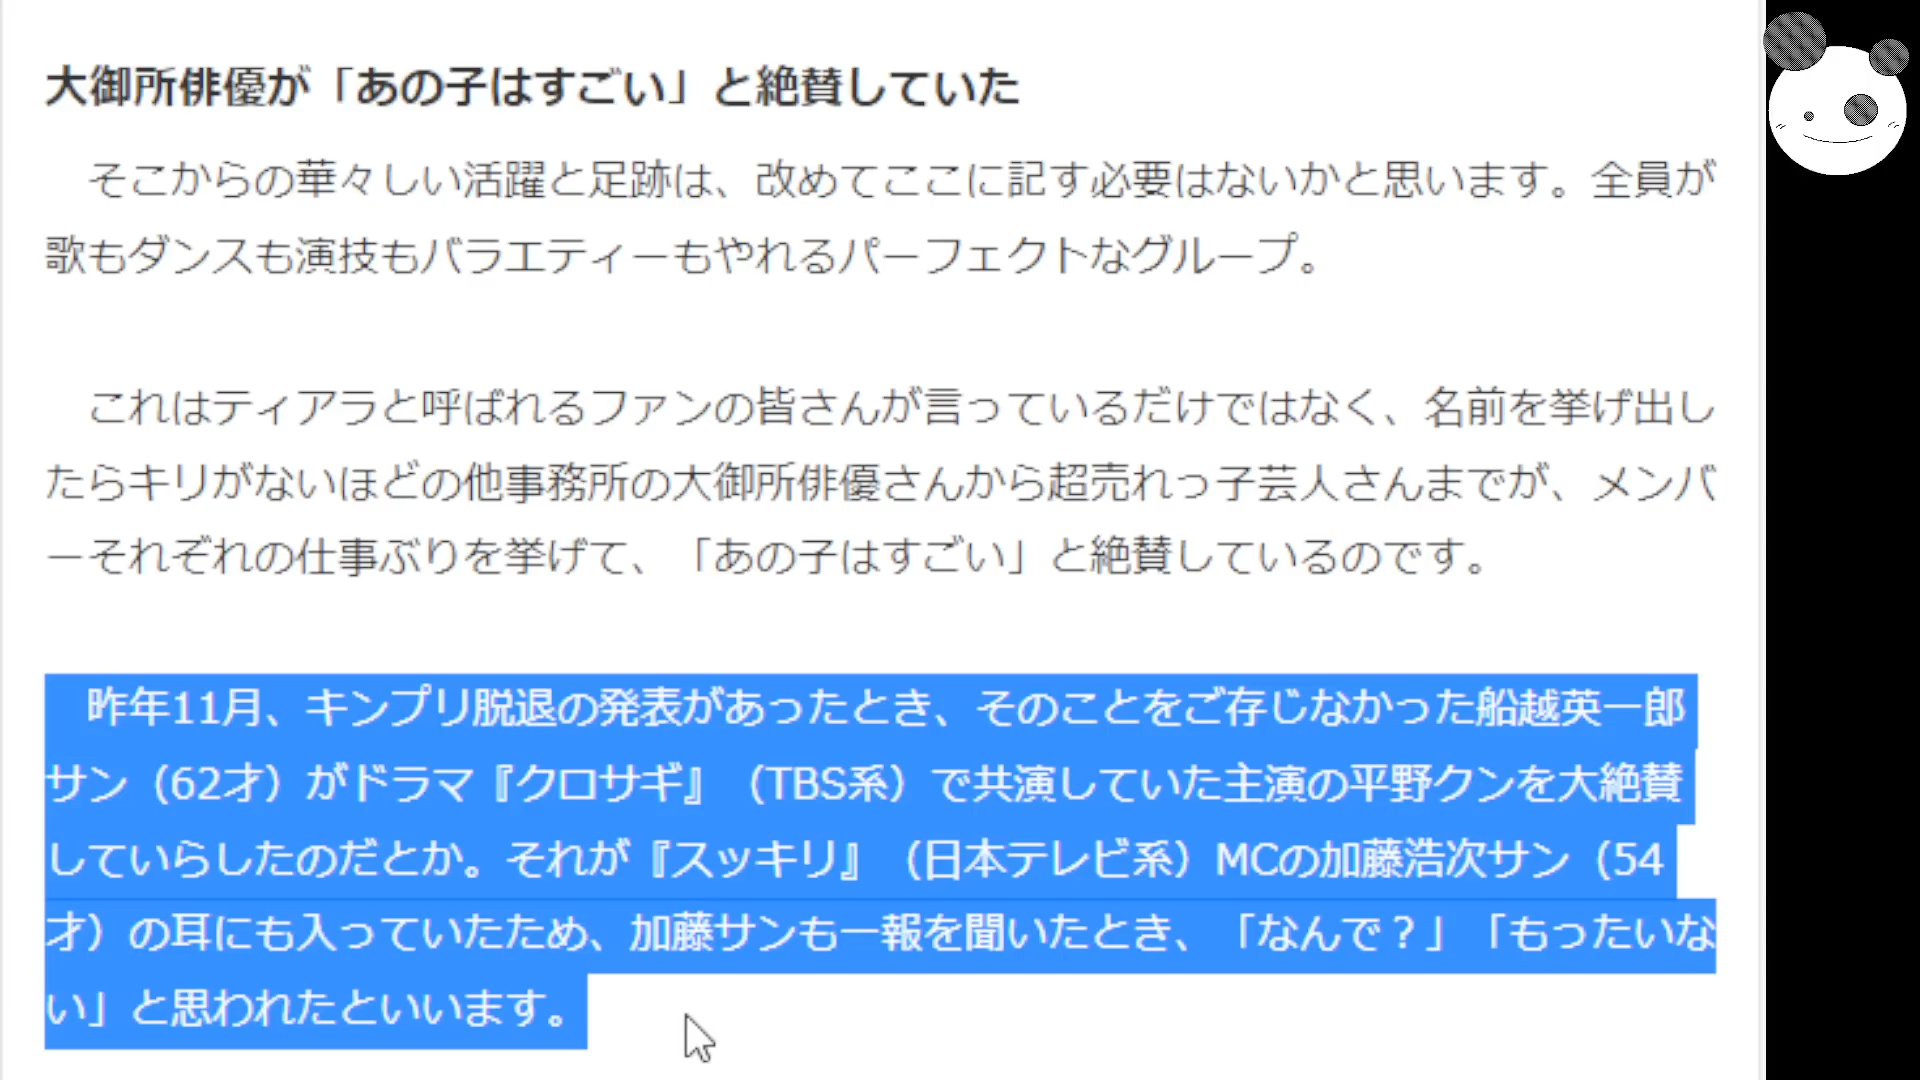 大御所俳優が「あの子はすごい」と絶賛していた
そこからの華々しい活躍と足跡は、改めてここに記す必要はないかと思います。全員が
歌もダンスも演技もバラエティーもやれるパーフェクトなグループ。
これはティアラと呼ばれるファンの皆さんが言っているだけではなく、名前を挙げ出し
たらキリがないほどの他事務所の大御所俳優さんから超売れっ子芸人さんまでが、メンバ
ーそれぞれの仕事ぶりを挙げて、「あの子はすごい」と絶賛しているのです。
昨年11月、キンプリ脱退の発表があったとき、そのことをご存じなかった船越英一郎
サン（62才）がドラマ『クロサギ』（TBS系）で共演していた主演の平野クンを大絶賛
していらしたのだとか。それが『スッキリ』（日本テレビ系）MCの加藤浩次サン（54
才）の耳にも入っていたため、加藤サンも一報を聞いたとき、「なんで？」「もったいな
い」と思われたといいます。